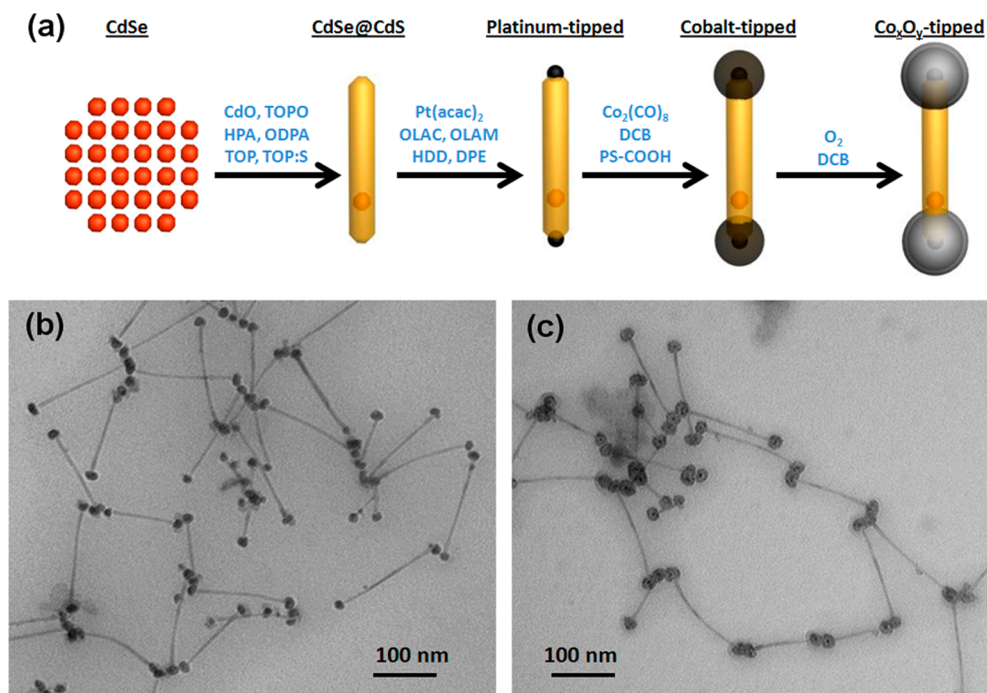 (a)
CdSe
CdSe@CdS
Platinum-tipped
Cobalt-tipped
CoxOy-tipped
CdO, TOPO
HPA, ODPA
TOP, TOP:S
Pt(acac)2
OLAC, OLAM
HDD, DPE
Co2(CO)8
DCB
PS-COOH
O2
DCB
(b)
100 nm
(c)
100 nm